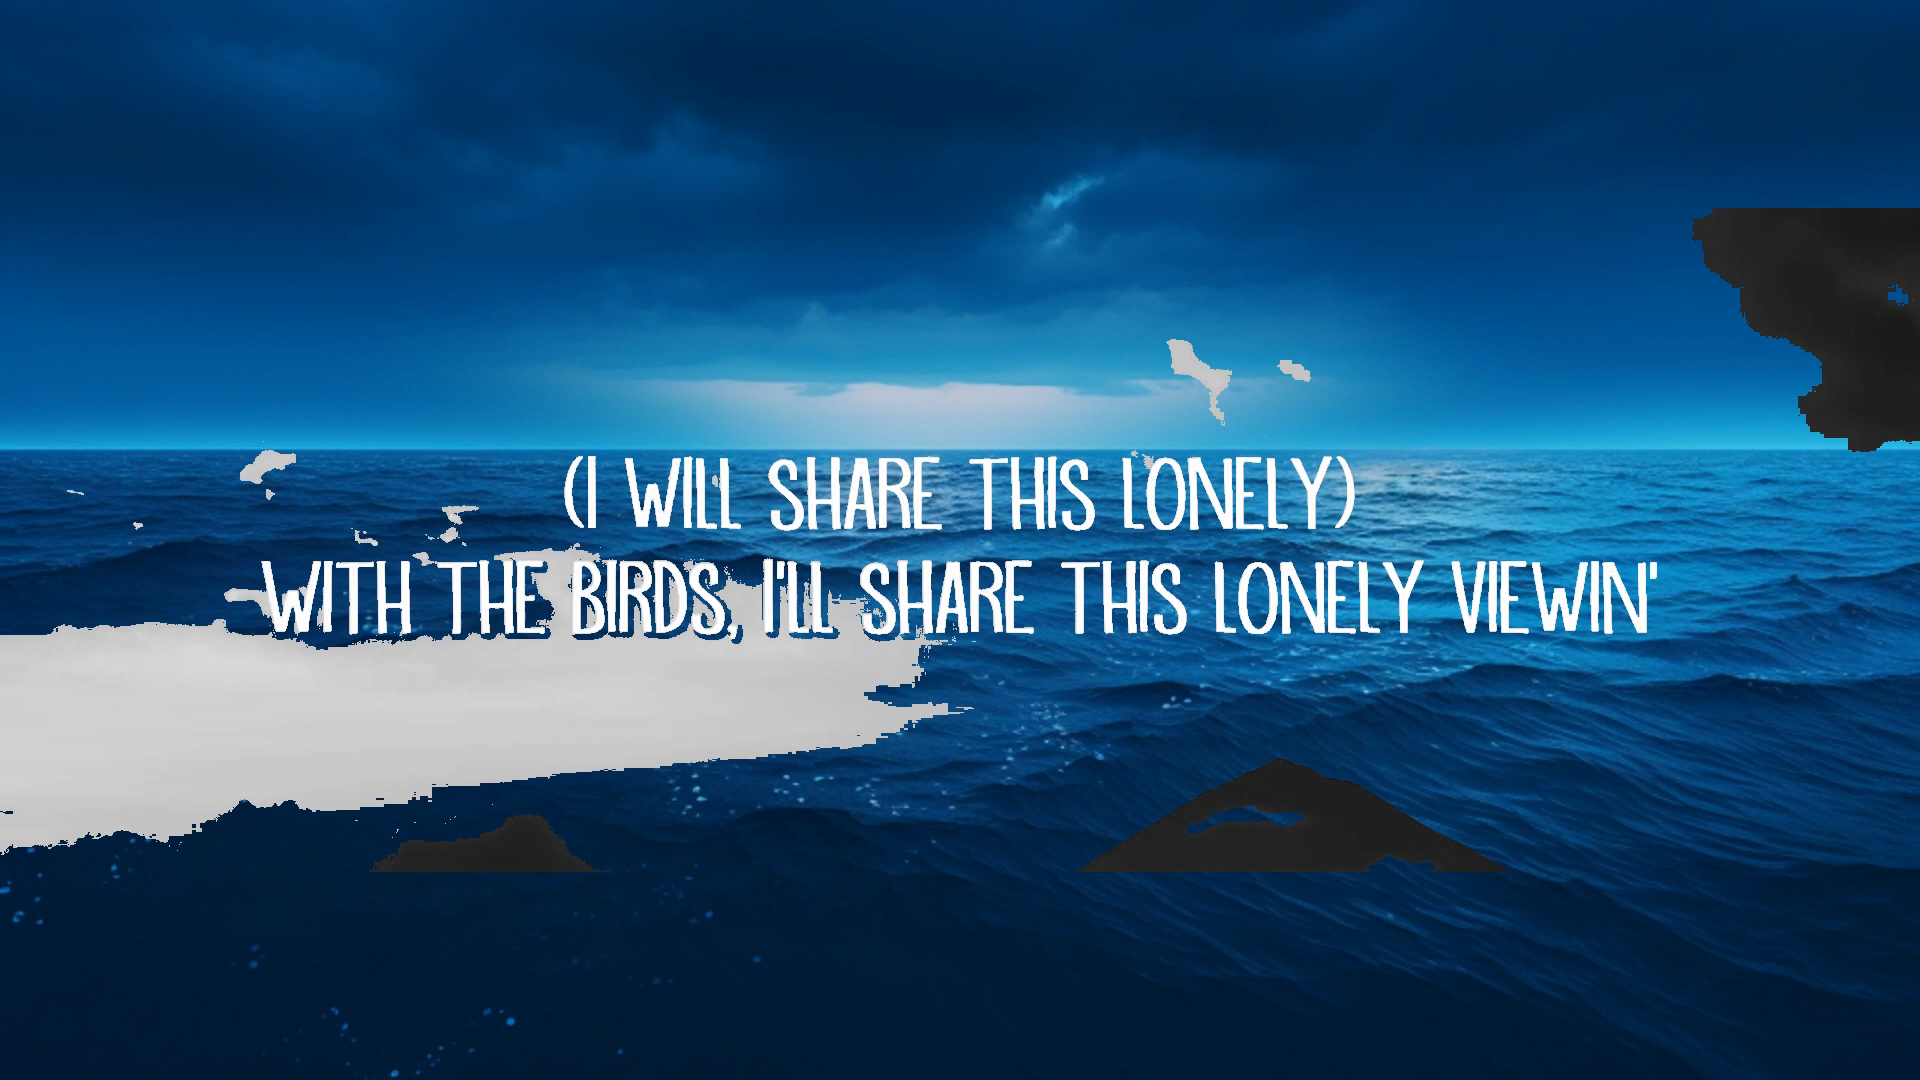 (I WILL SHARE THIS LONELY)
WITH THE BIRDS, I'LL SHARE THIS LONELY VIEWIN'